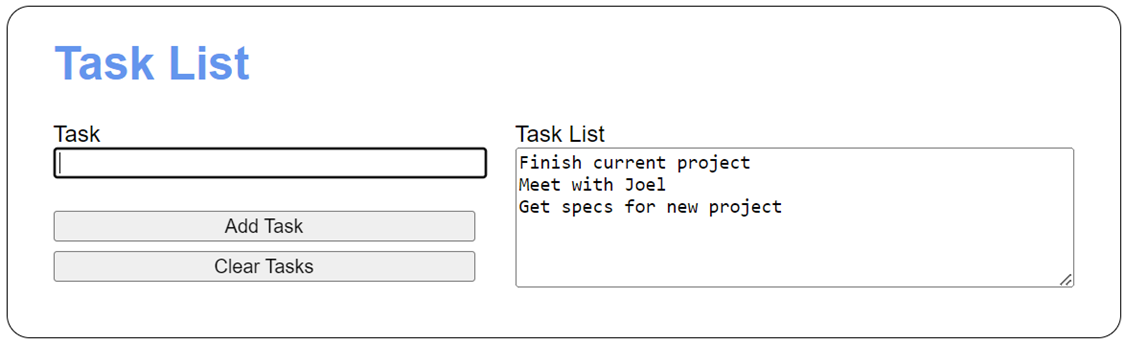 Task List
Task
Add Task
Clear Tasks
Task List
Finish current project
Meet with Joel
Get specs for new project